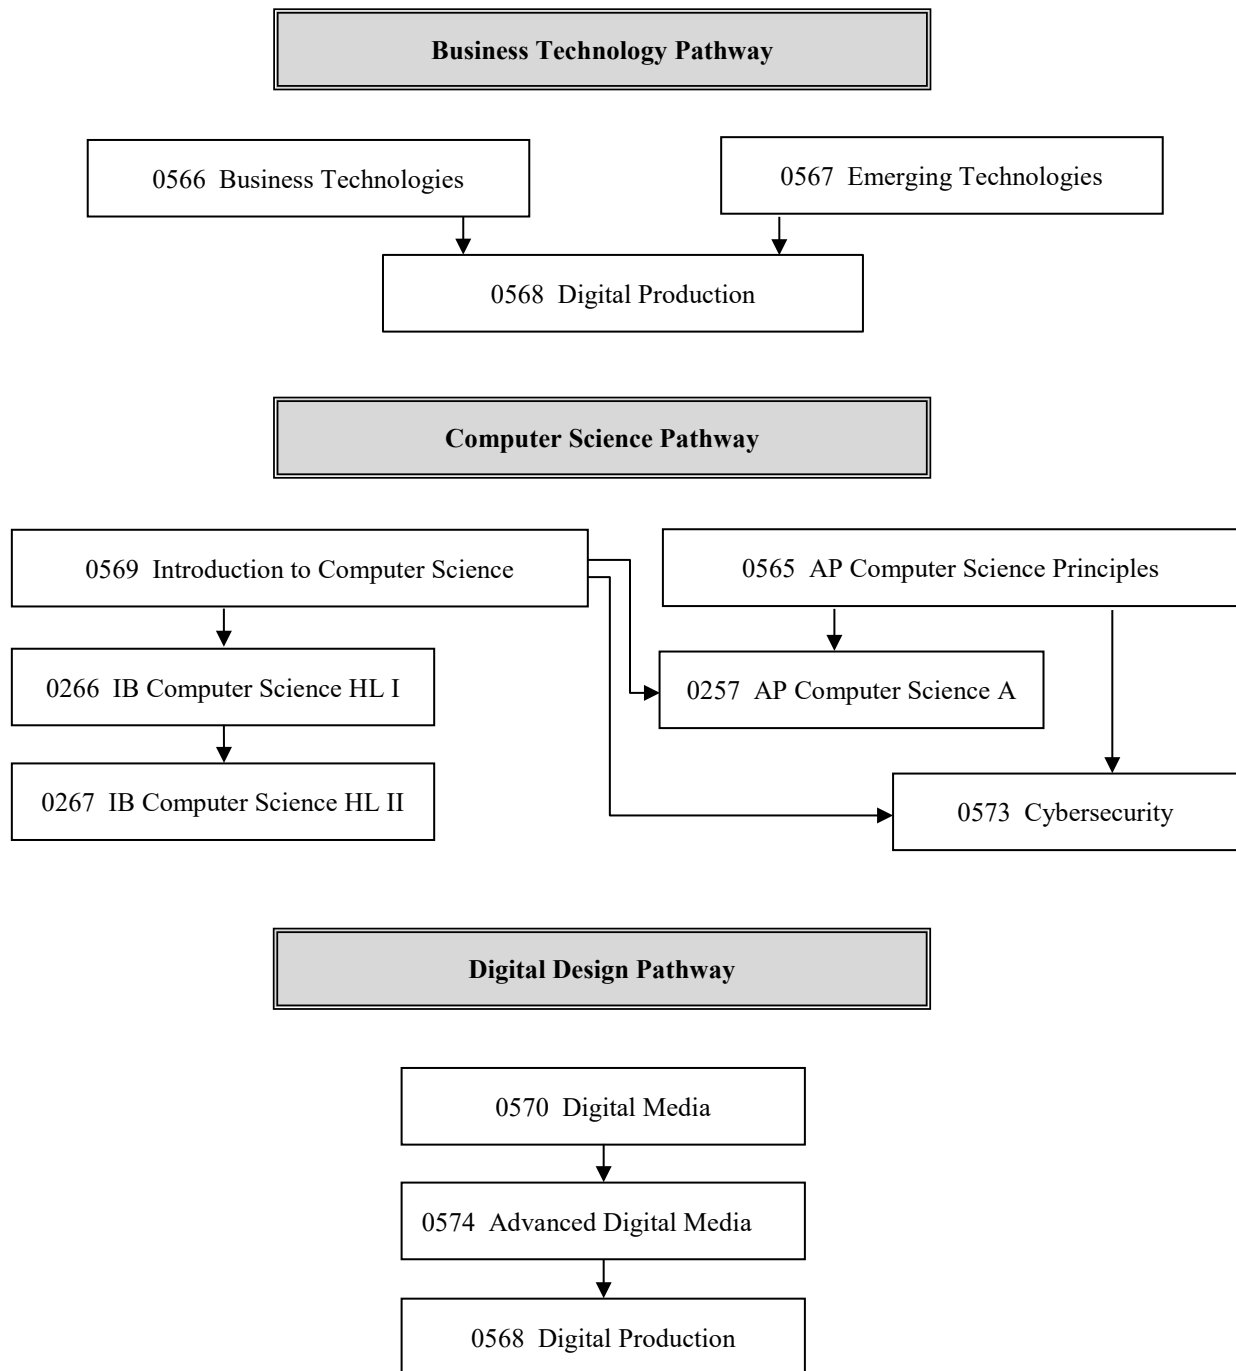 Business Technology Pathway
0566 Business Technologies
0567 Emerging Technologies
0568 Digital Production
Computer Science Pathway
0569 Introduction to Computer Science
0565 AP Computer Science Principles
0266 IB Computer Science HL I
0257 AP Computer Science A
0267 IB Computer Science HL II
0573 Cybersecurity
Digital Design Pathway
0570 Digital Media
0574 Advanced Digital Media
0568 Digital Production